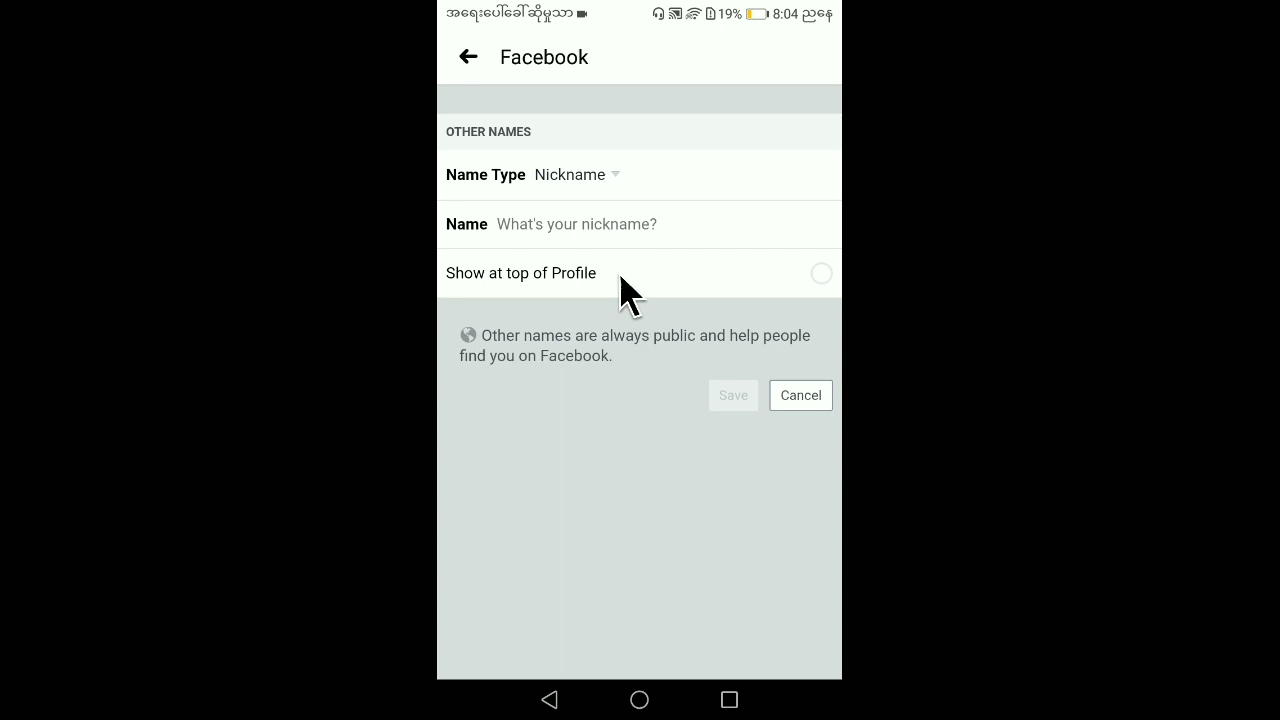 အရေးပေါ်ခေါ်ဆိုမှုသာ 19% 8:04 ညနေ
Facebook
OTHER NAMES
Name Type Nickname
Name What's your nickname?
Show at top of Profile
Other names are always public and help people
find you on Facebook.
Save Cancel